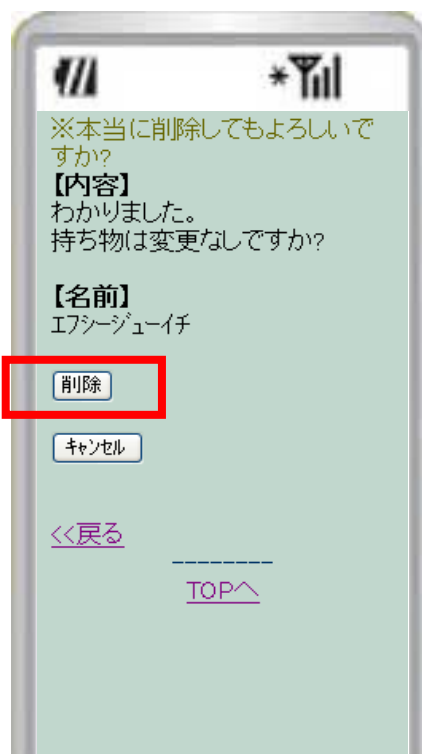 ※本当に削除してもよろしいで
すか?
【内容】
わかりました。
持ち物は変更なしですか?
【名前】
ｴﾌｼｰｼﾞｭｰｲﾁ
削除
ｷｬﾝｾﾙ
<<戻る
--------
TOPへ